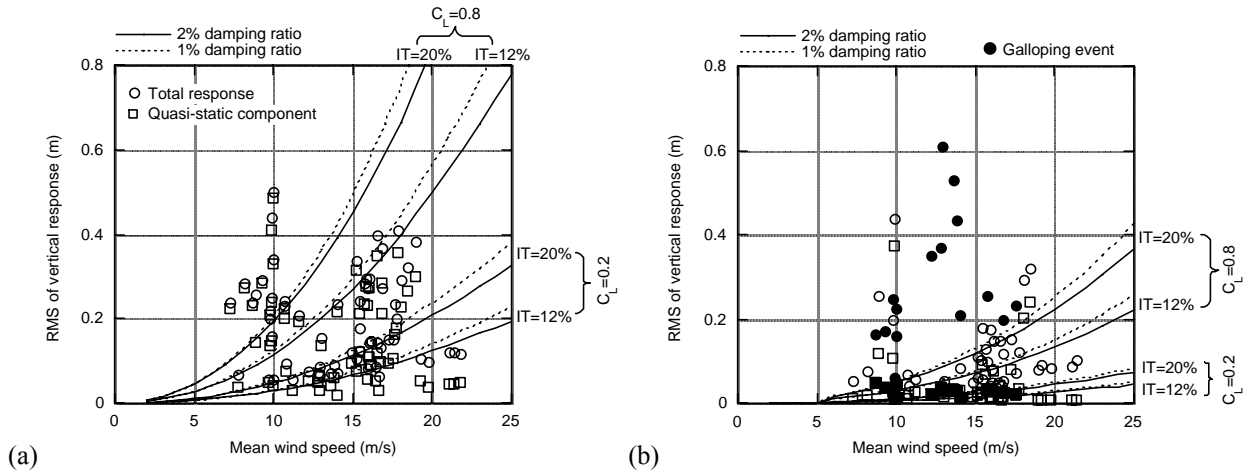 C_L=0.8
2% damping ratio
1% damping ratio
IT=20% IT=12%
0.8
0.6
0.4
0.2
0
Total response
Quasi-static component
IT=20%
IT=12%
C_L=0.2
RMS of vertical response (m)
5 10 15 20 25
Mean wind speed (m/s)
(a)
2% damping ratio
1% damping ratio
Galloping event
0.8
0.6
0.4
0.2
0
IT=20%
IT=12%
C_L=0.8
IT=20%
IT=12%
C_L=0.2
RMS of vertical response (m)
0 5 10 15 20 25
Mean wind speed (m/s)
(b)